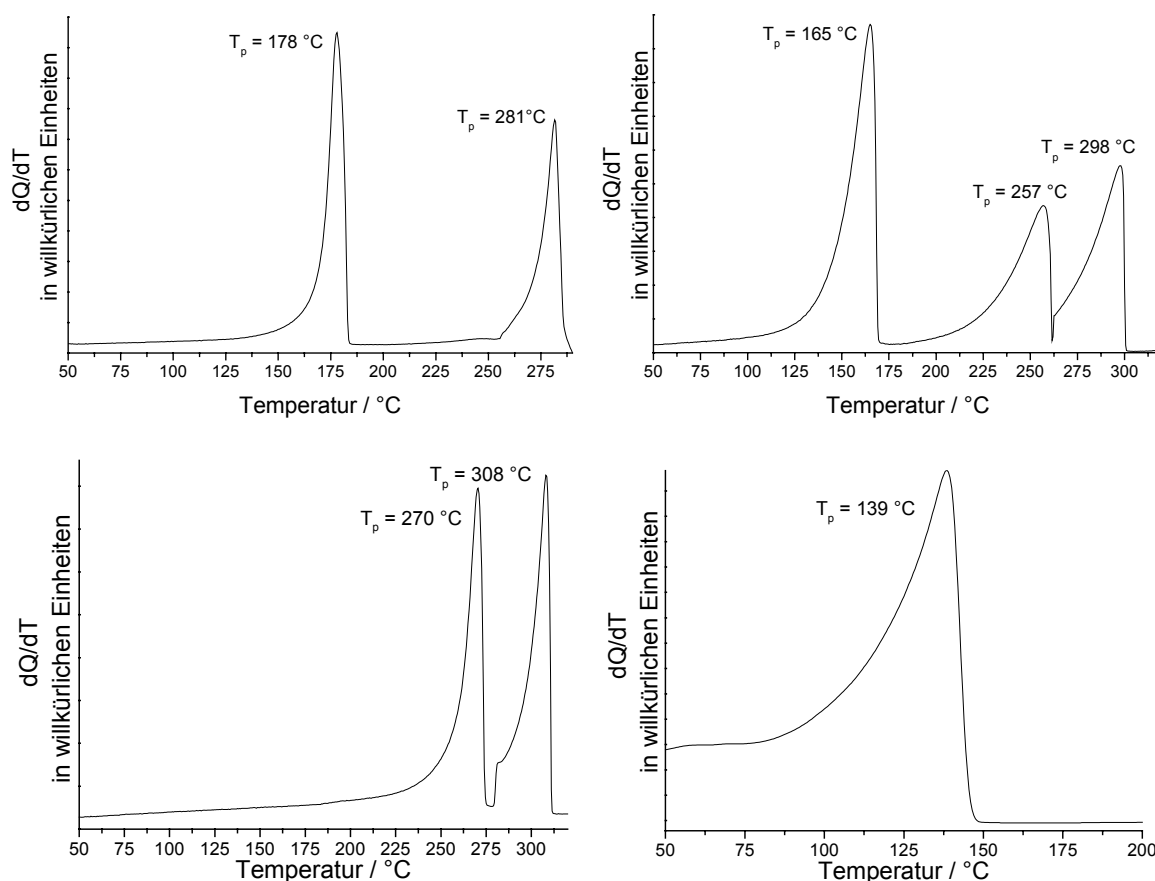 T_p = 178 °C
T_p = 281°C
dQ/dT
in willkürlichen Einheiten
50 75 100 125 150 175 200 225 250 275
Temperatur / °C
T_p = 165 °C
T_p = 298 °C
T_p = 257 °C
dQ/dT
in willkürlichen Einheiten
50 75 100 125 150 175 200 225 250 275 300
Temperatur / °C
T_p = 308 °C
T_p = 270 °C
dQ/dT
in willkürlichen Einheiten
50 75 100 125 150 175 200 225 250 275 300
Temperatur / °C
T_p = 139 °C
dQ/dT
in willkürlichen Einheiten
50 75 100 125 150 175 200
Temperatur / °C